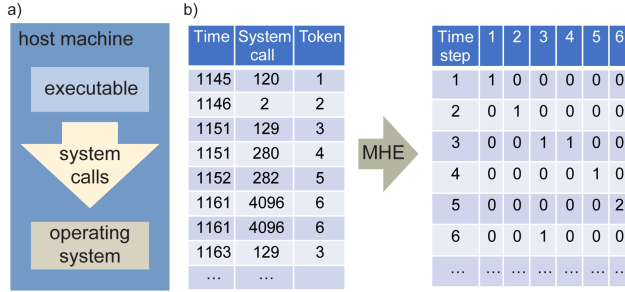 a)
host machine
executable
system
calls
operating
system
b)
Time System call Token
1145 120 1
1146 2 2
1151 129 3
1151 280 4
1152 282 5
1161 4096 6
1161 4096 6
1163 129 3
... ...
MHE
Time step 1 2 3 4 5 6
1 1 0 0 0 0 0
2 0 1 0 0 0 0
3 0 0 1 1 0 0
4 0 0 0 0 1 0
5 0 0 0 0 0 2
6 0 0 1 0 0 0
... ... ... ... ... ... ...